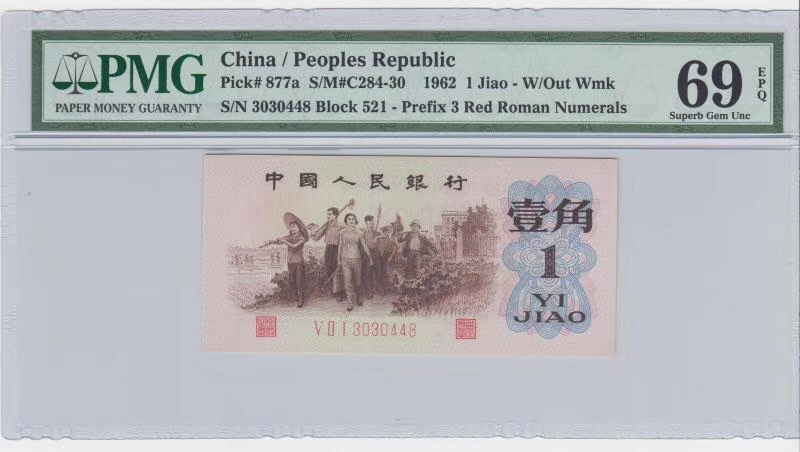 PMG
PAPER MONEY GUARANTY
China / Peoples Republic
Pick# 877a S/M#C284-30 1962 1 Jiao - W/Out Wmk
S/N 3030448 Block 521 - Prefix 3 Red Roman Numerals
69
EPQ
Superb Gem Unc
中國人民銀行
壹角
1
YI
JIAO
V II I 3030448